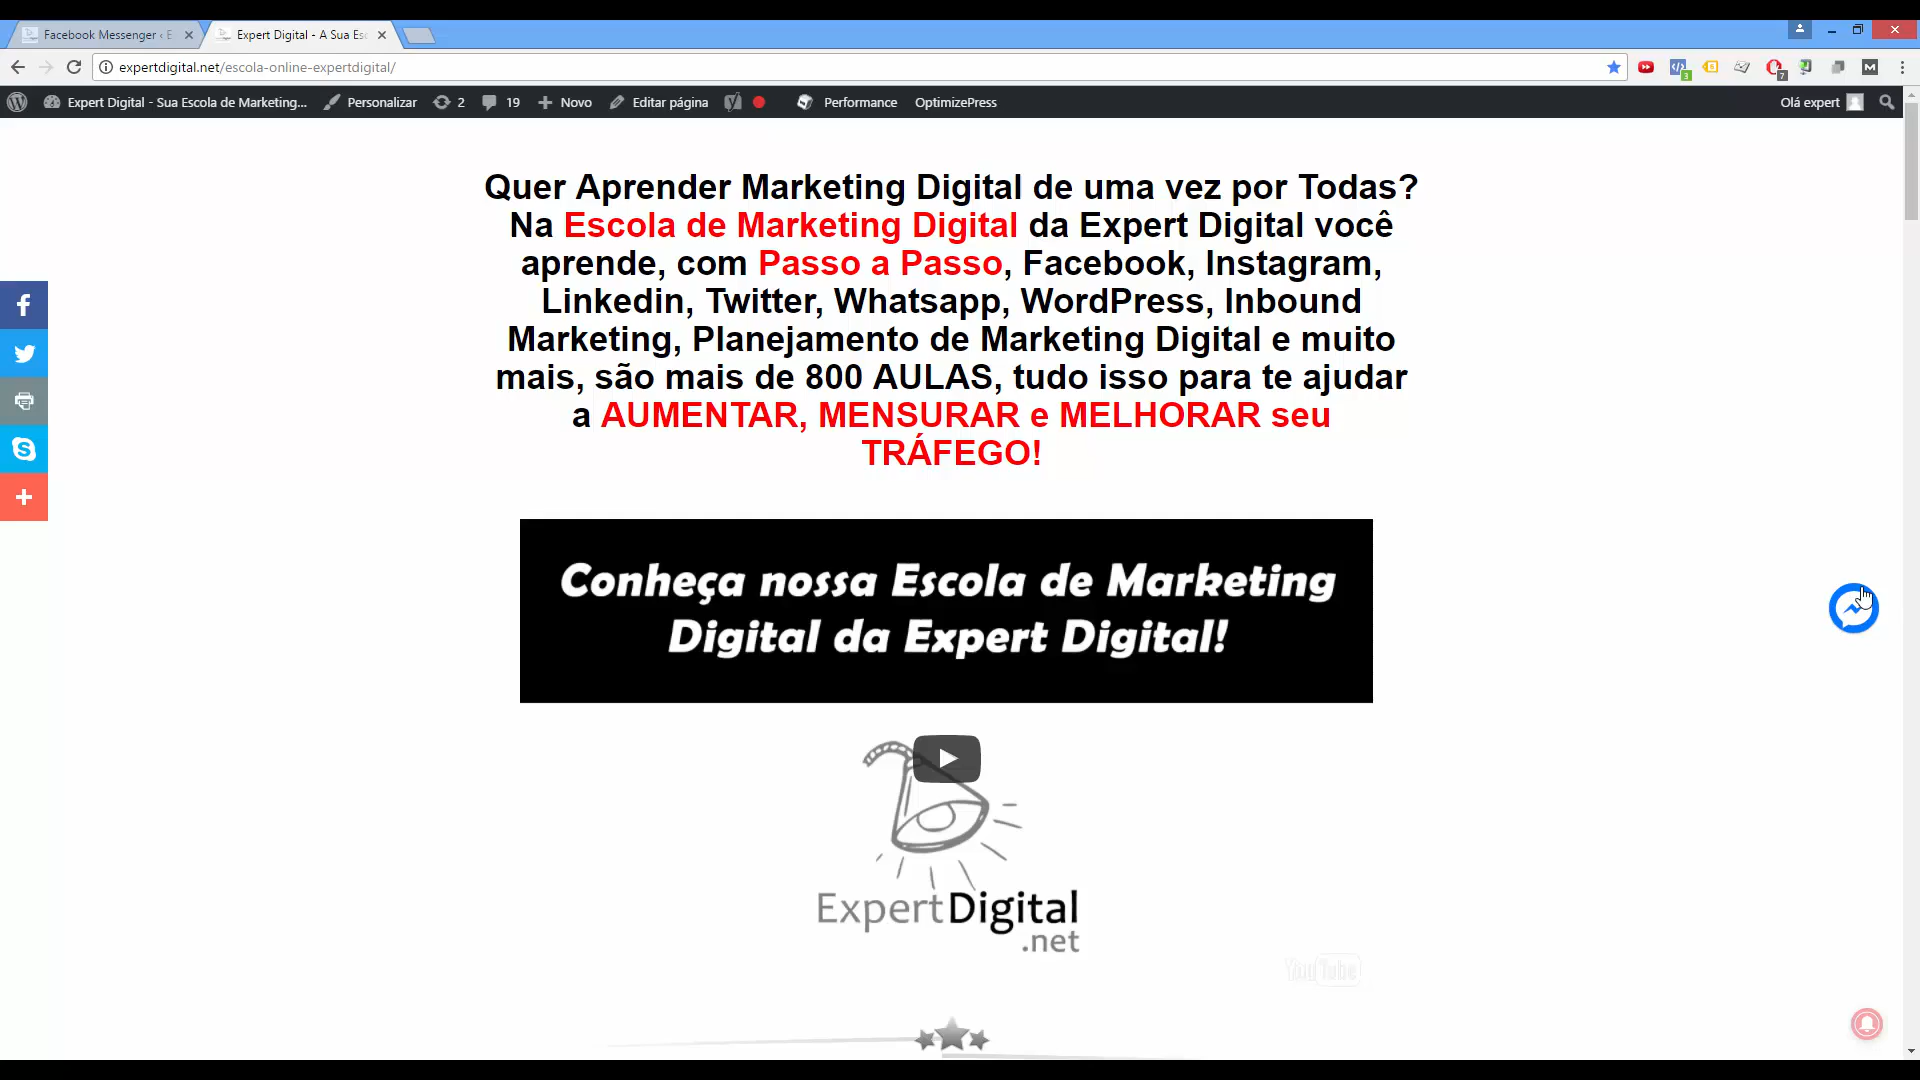 Facebook Messenger ‹ E
Expert Digital - A Sua Esc
expertdigital.net/escola-online-expertdigital/
3
6
7
M
Expert Digital - Sua Escola de Marketing... Personalizar 2 19 Novo Editar página Performance OptimizePress Olá expert
Quer Aprender Marketing Digital de uma vez por Todas?
Na Escola de Marketing Digital da Expert Digital você
aprende, com Passo a Passo, Facebook, Instagram,
Linkedin, Twitter, Whatsapp, WordPress, Inbound
Marketing, Planejamento de Marketing Digital e muito
mais, são mais de 800 AULAS, tudo isso para te ajudar
a AUMENTAR, MENSURAR e MELHORAR seu
TRÁFEGO!
Conheça nossa Escola de Marketing
Digital da Expert Digital!
ExpertDigital
.net
YouTube